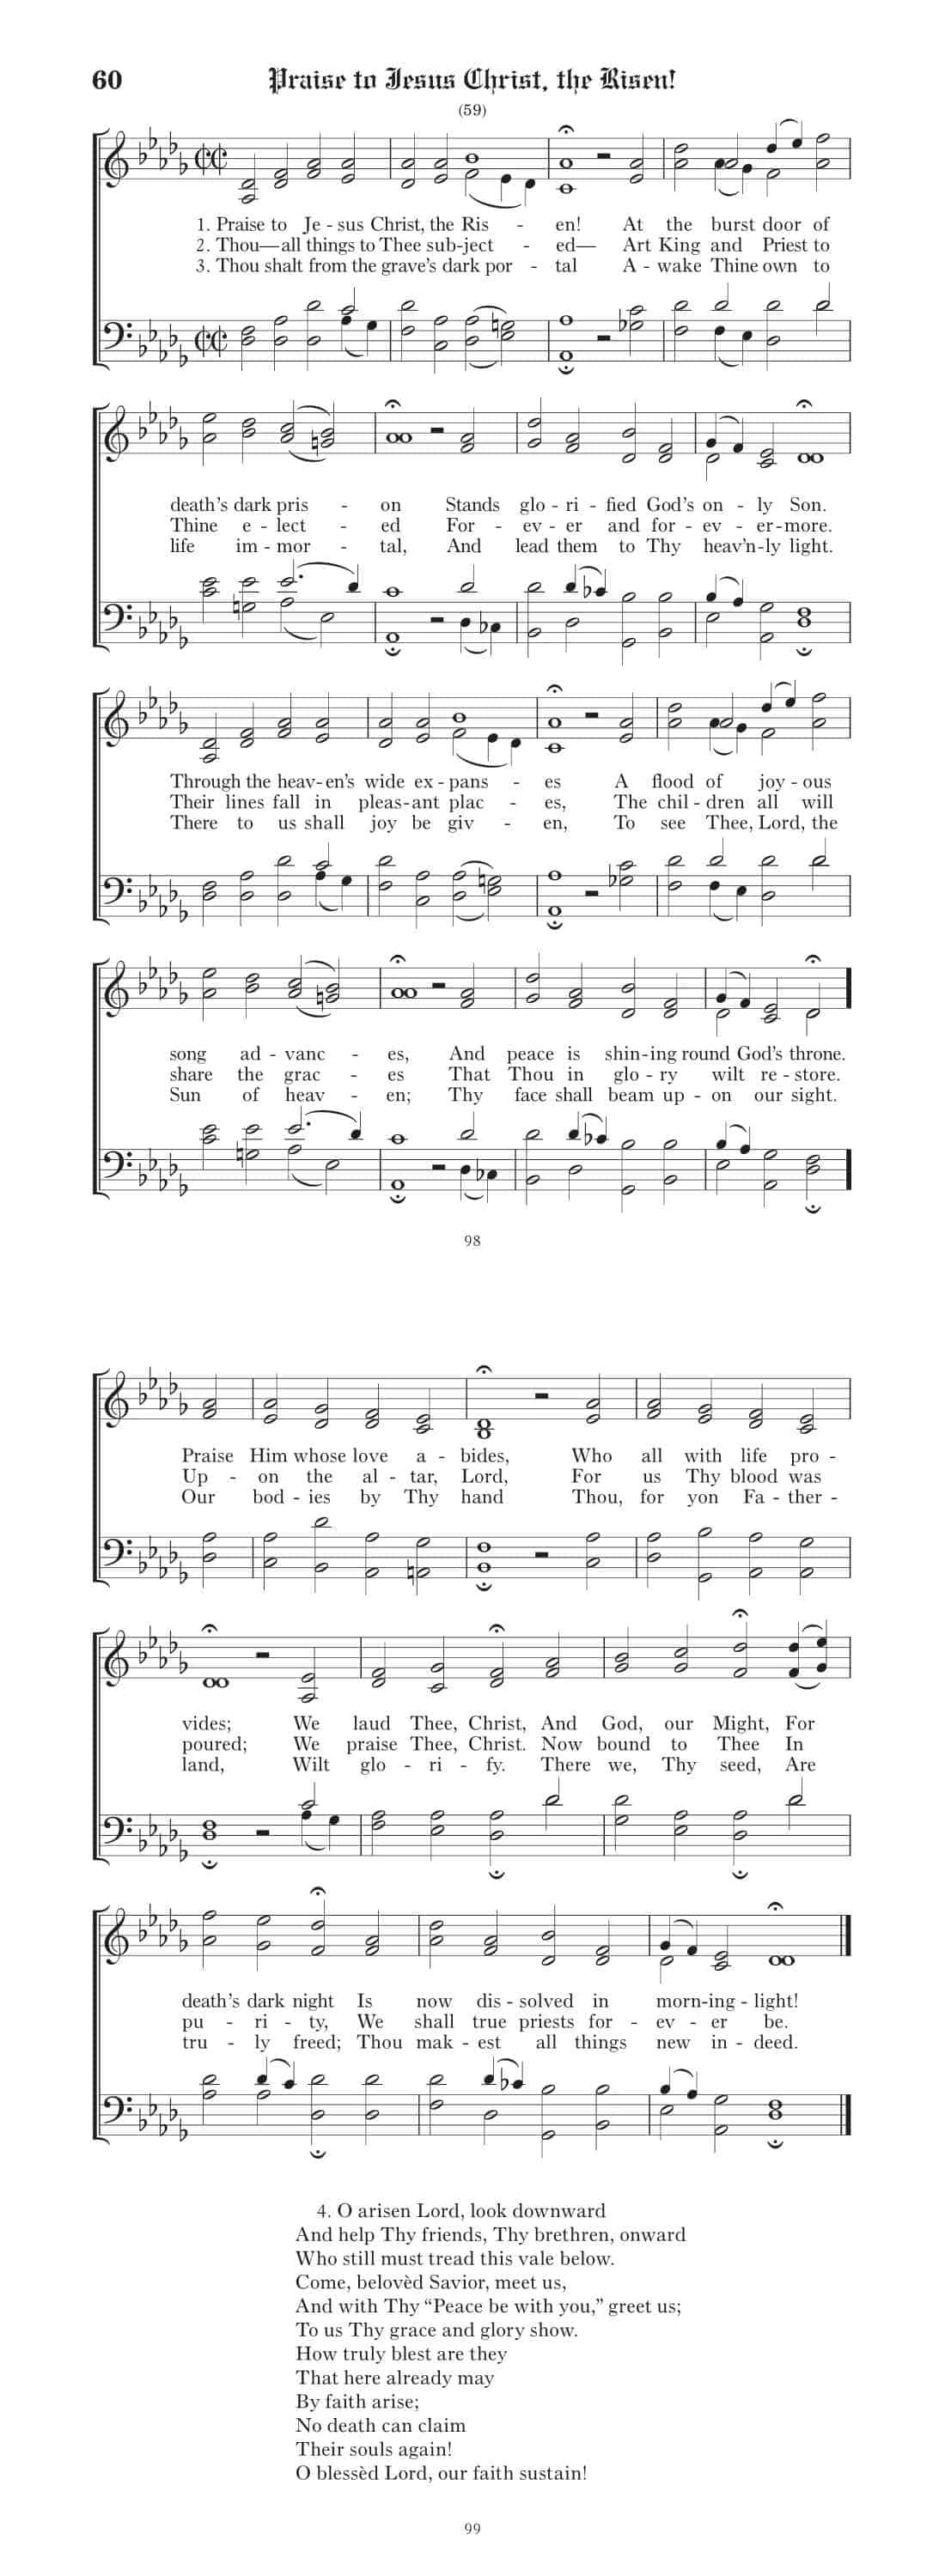 60 Praise to Jesus Christ, the Risen!
(59)
1. Praise to Je - sus Christ, the Ris - en! At the burst door of
2. Thou—all things to Thee sub-ject - ed— Art King and Priest to
3. Thou shalt from the grave's dark por - tal A - wake Thine own to
death's dark pris - on Stands glo - ri - fied God's on - ly Son.
Thine e - lect - ed For - ev - er and for - ev - er-more.
life im - mor - tal, And lead them to Thy heav'n-ly light.
Through the heav-en's wide ex - pans - es A flood of joy - ous
Their lines fall in pleas-ant plac - es, The chil - dren all will
There to us shall joy be giv - en, To see Thee, Lord, the
song ad - vanc - es, And peace is shin-ing round God's throne.
share the grac - es That Thou in glo - ry wilt re - store.
Sun of heav - en; Thy face shall beam up - on our sight.
98
Praise Him whose love a - bides, Who all with life pro -
Up - on the al - tar, Lord, For us Thy blood was
Our bod - ies by Thy hand Thou, for yon Fa - ther -
vides; We laud Thee, Christ, And God, our Might, For
poured; We praise Thee, Christ. Now bound to Thee In
land, Wilt glo - ri - fy. There we, Thy seed, Are
death's dark night Is now dis - solved in morn-ing - light!
pu - ri - ty, We shall true priests for - ev - er be.
tru - ly freed; Thou mak - est all things new in - deed.
4. O arisen Lord, look downward
And help Thy friends, Thy brethren, onward
Who still must tread this vale below.
Come, belovèd Savior, meet us,
And with Thy “Peace be with you,” greet us;
To us Thy grace and glory show.
How truly blest are they
That here already may
By faith arise;
No death can claim
Their souls again!
O blessèd Lord, our faith sustain!
99